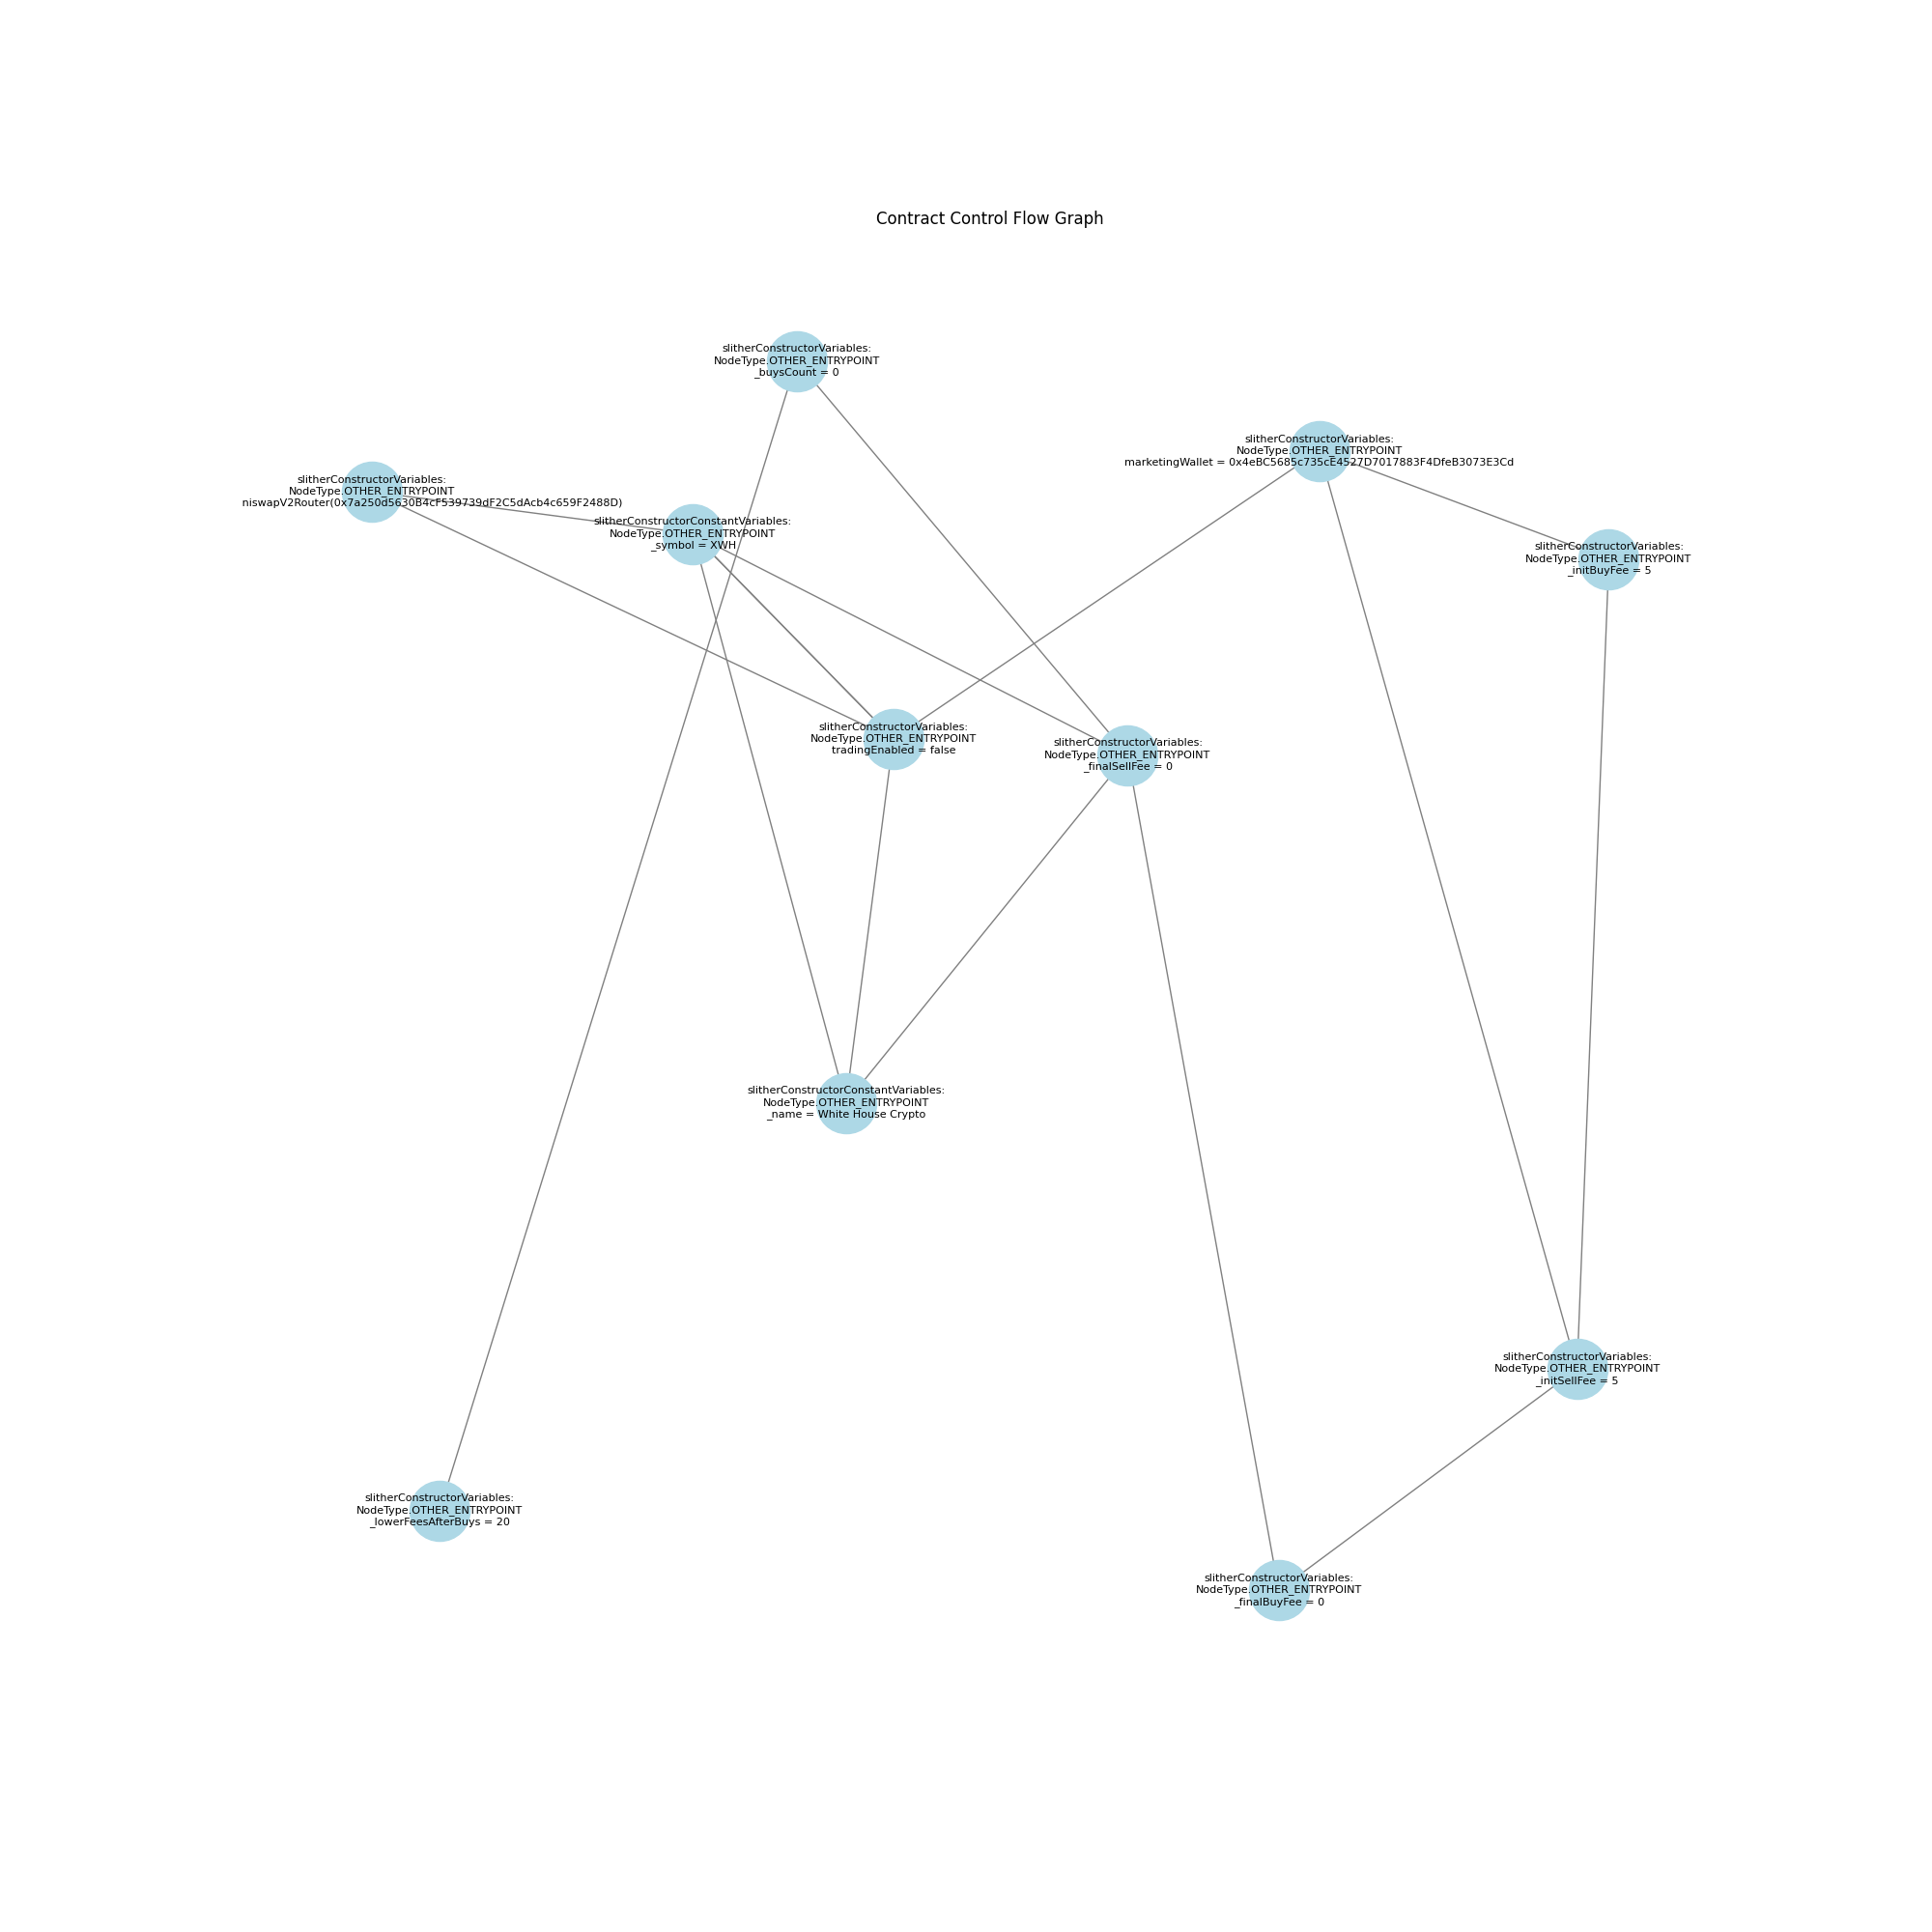 Contract Control Flow Graph
slitherConstructorVariables:
NodeType.OTHER_ENTRYPOINT
_buysCount = 0
slitherConstructorVariables:
NodeType.OTHER_ENTRYPOINT
marketingWallet = 0x4eBC5685c735cE4527D7017883F4DfeB3073E3Cd
slitherConstructorVariables:
NodeType.OTHER_ENTRYPOINT
niswapV2Router(0x7a250d5630B4cF539739dF2C5dAcb4c659F2488D)
slitherConstructorConstantVariables:
NodeType.OTHER_ENTRYPOINT
_symbol = XWH
slitherConstructorVariables:
NodeType.OTHER_ENTRYPOINT
_initBuyFee = 5
slitherConstructorVariables:
NodeType.OTHER_ENTRYPOINT
tradingEnabled = false
slitherConstructorVariables:
NodeType.OTHER_ENTRYPOINT
_finalSellFee = 0
slitherConstructorConstantVariables:
NodeType.OTHER_ENTRYPOINT
_name = White House Crypto
slitherConstructorVariables:
NodeType.OTHER_ENTRYPOINT
_initSellFee = 5
slitherConstructorVariables:
NodeType.OTHER_ENTRYPOINT
_lowerFeesAfterBuys = 20
slitherConstructorVariables:
NodeType.OTHER_ENTRYPOINT
_finalBuyFee = 0